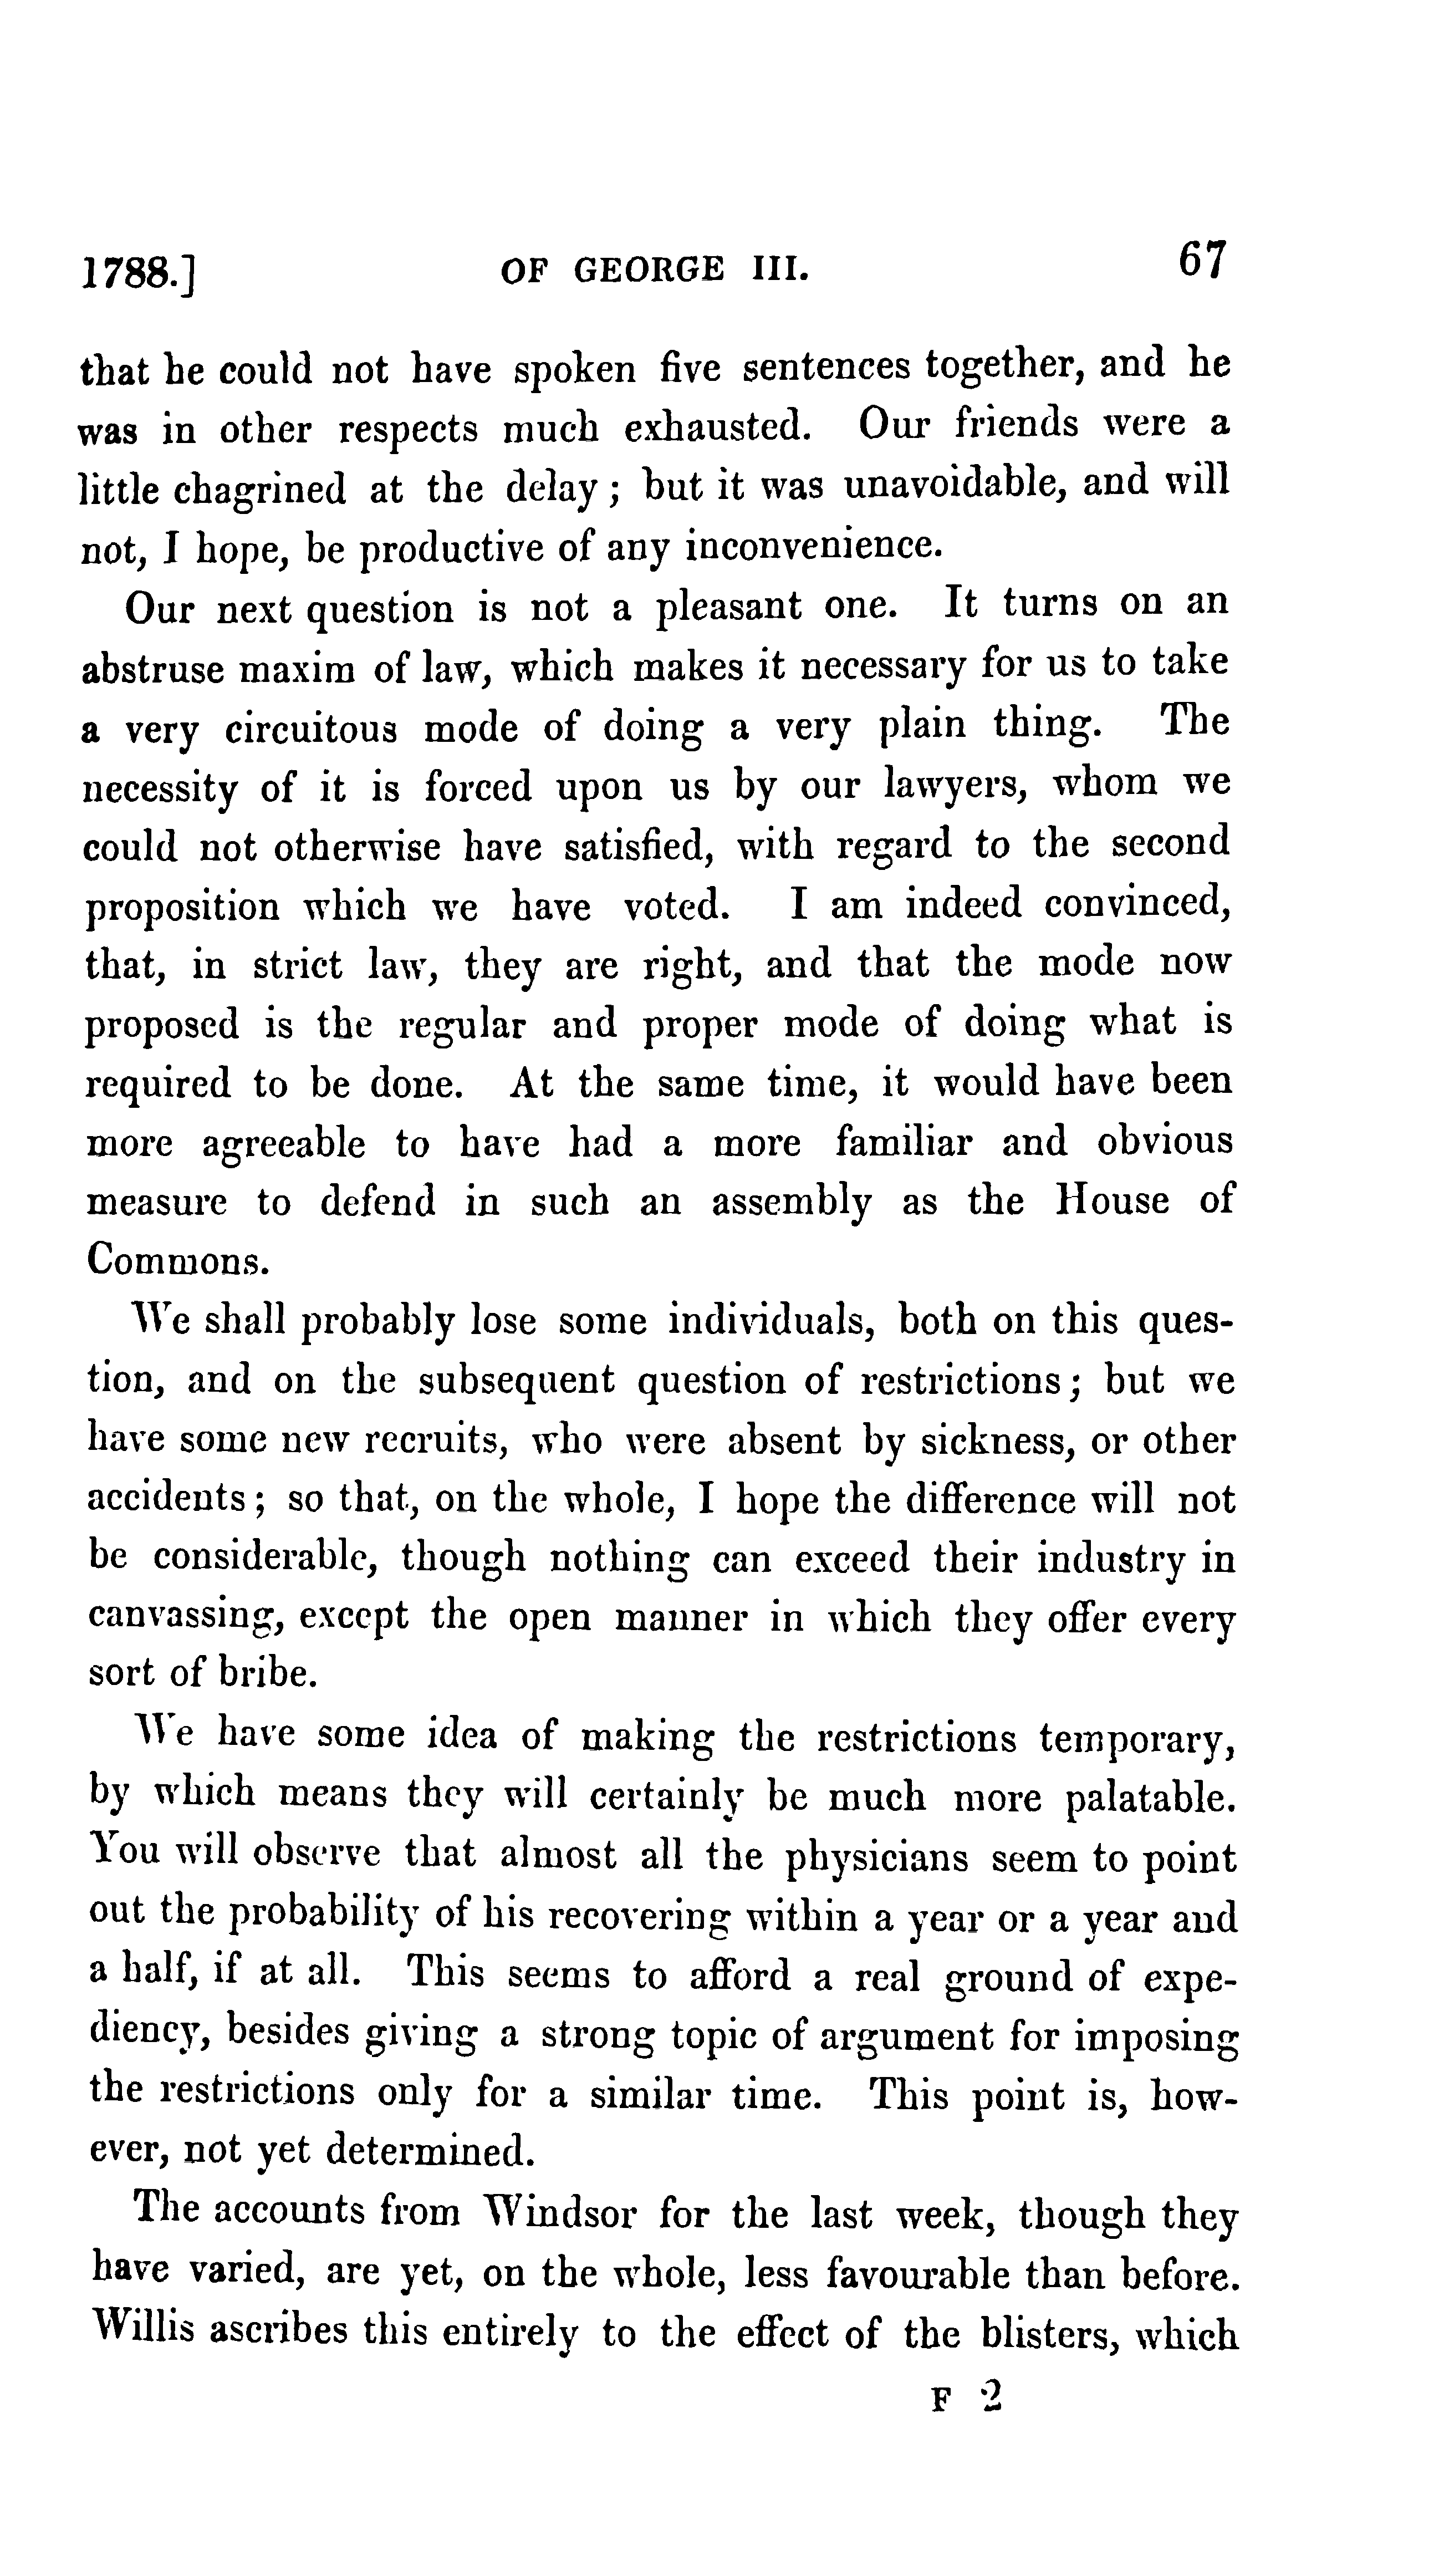 1788.] OF GEORGE III. 67
that he could not have spoken five sentences together, and he
was in other respects much exhausted. Our friends were a
little chagrined at the delay; but it was unavoidable, and will
not, I hope, be productive of any inconvenience.
Our next question is not a pleasant one. It turns on an
abstruse maxim of law, which makes it necessary for us to take
a very circuitous mode of doing a very plain thing. The
necessity of it is forced upon us by our lawyers, whom we
could not otherwise have satisfied, with regard to the second
proposition which we have voted. I am indeed convinced,
that, in strict law, they are right, and that the mode now
proposed is the regular and proper mode of doing what is
required to be done. At the same time, it would have been
more agreeable to have had a more familiar and obvious
measure to defend in such an assembly as the House of
Commons.
We shall probably lose some individuals, both on this ques-
tion, and on the subsequent question of restrictions; but we
have some new recruits, who were absent by sickness, or other
accidents; so that, on the whole, I hope the difference will not
be considerable, though nothing can exceed their industry in
canvassing, except the open manner in which they offer every
sort of bribe.
We have some idea of making the restrictions temporary,
by which means they will certainly be much more palatable.
You will observe that almost all the physicians seem to point
out the probability of his recovering within a year or a year and
a half, if at all. This seems to afford a real ground of expe-
diency, besides giving a strong topic of argument for imposing
the restrictions only for a similar time. This point is, how-
ever, not yet determined.
The accounts from Windsor for the last week, though they
have varied, are yet, on the whole, less favourable than before.
Willis ascribes this entirely to the effect of the blisters, which
F 2